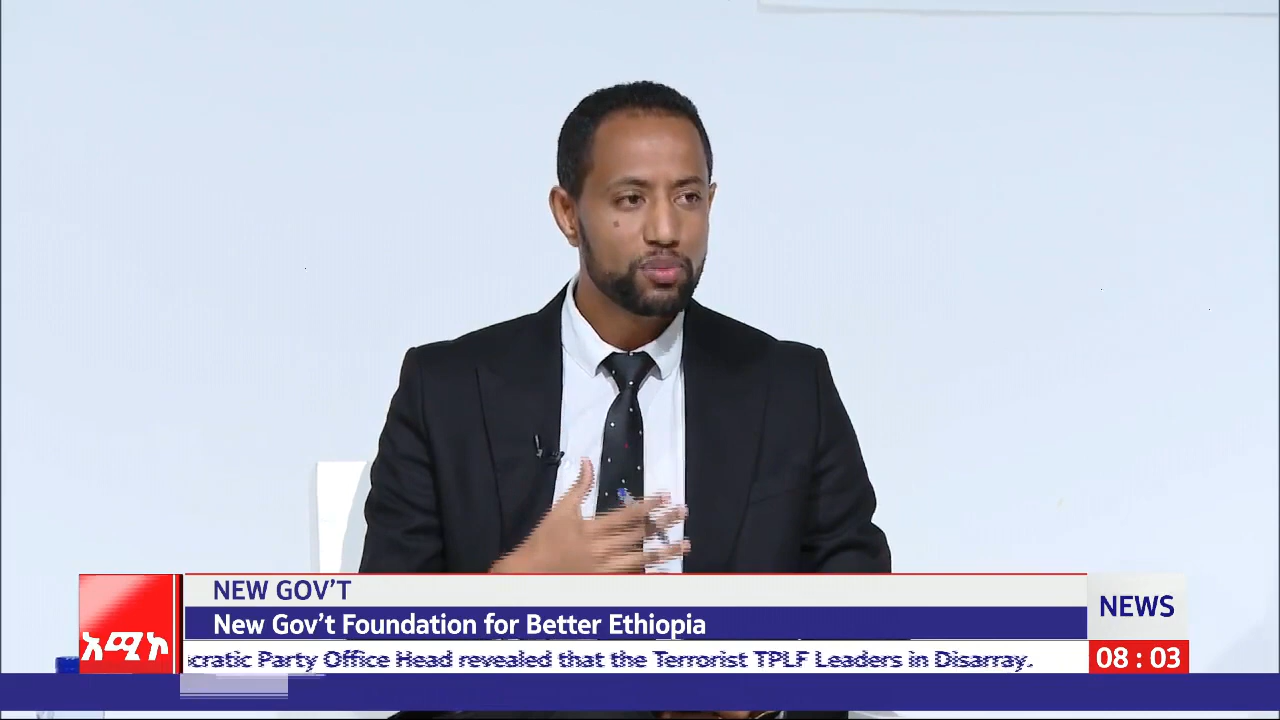 NEW GOV'T
New Gov't Foundation for Better Ethiopia
NEWS
አሚኮ
cratic Party Office Head revealed that the Terrorist TPLF Leaders in Disarray.
08 : 03